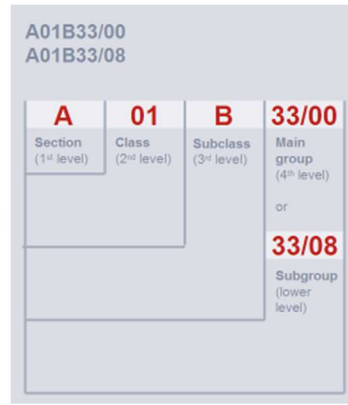 A01B33/00
A01B33/08
A 01 B 33/00
Section Class Subclass Main
(1st level) (2nd level) (3rd level) group
(4th level)
or
33/08
Subgroup
(lower
level)